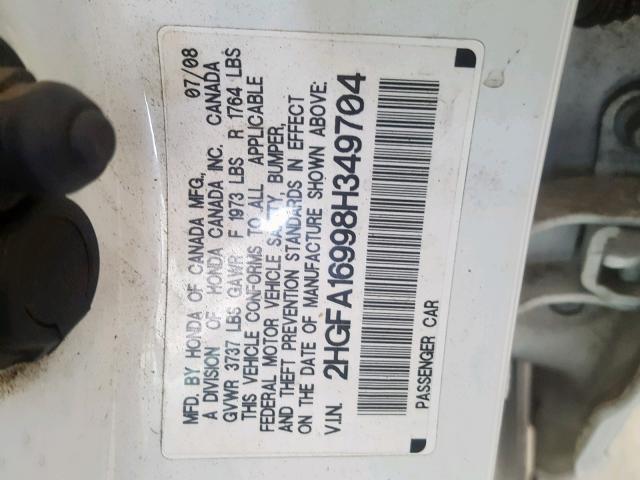 MFD. BY HONDA OF CANADA MFG., 07/08
A DIVISION OF HONDA CANADA INC. CANADA
GVWR 3737 LBS GAWR F 1973 LBS R 1764 LBS
THIS VEHICLE CONFORMS TO ALL APPLICABLE
FEDERAL MOTOR VEHICLE SAFETY, BUMPER,
AND THEFT PREVENTION STANDARDS IN EFFECT
ON THE DATE OF MANUFACTURE SHOWN ABOVE.
V.I.N. 2HGFA16998H349704
PASSENGER CAR